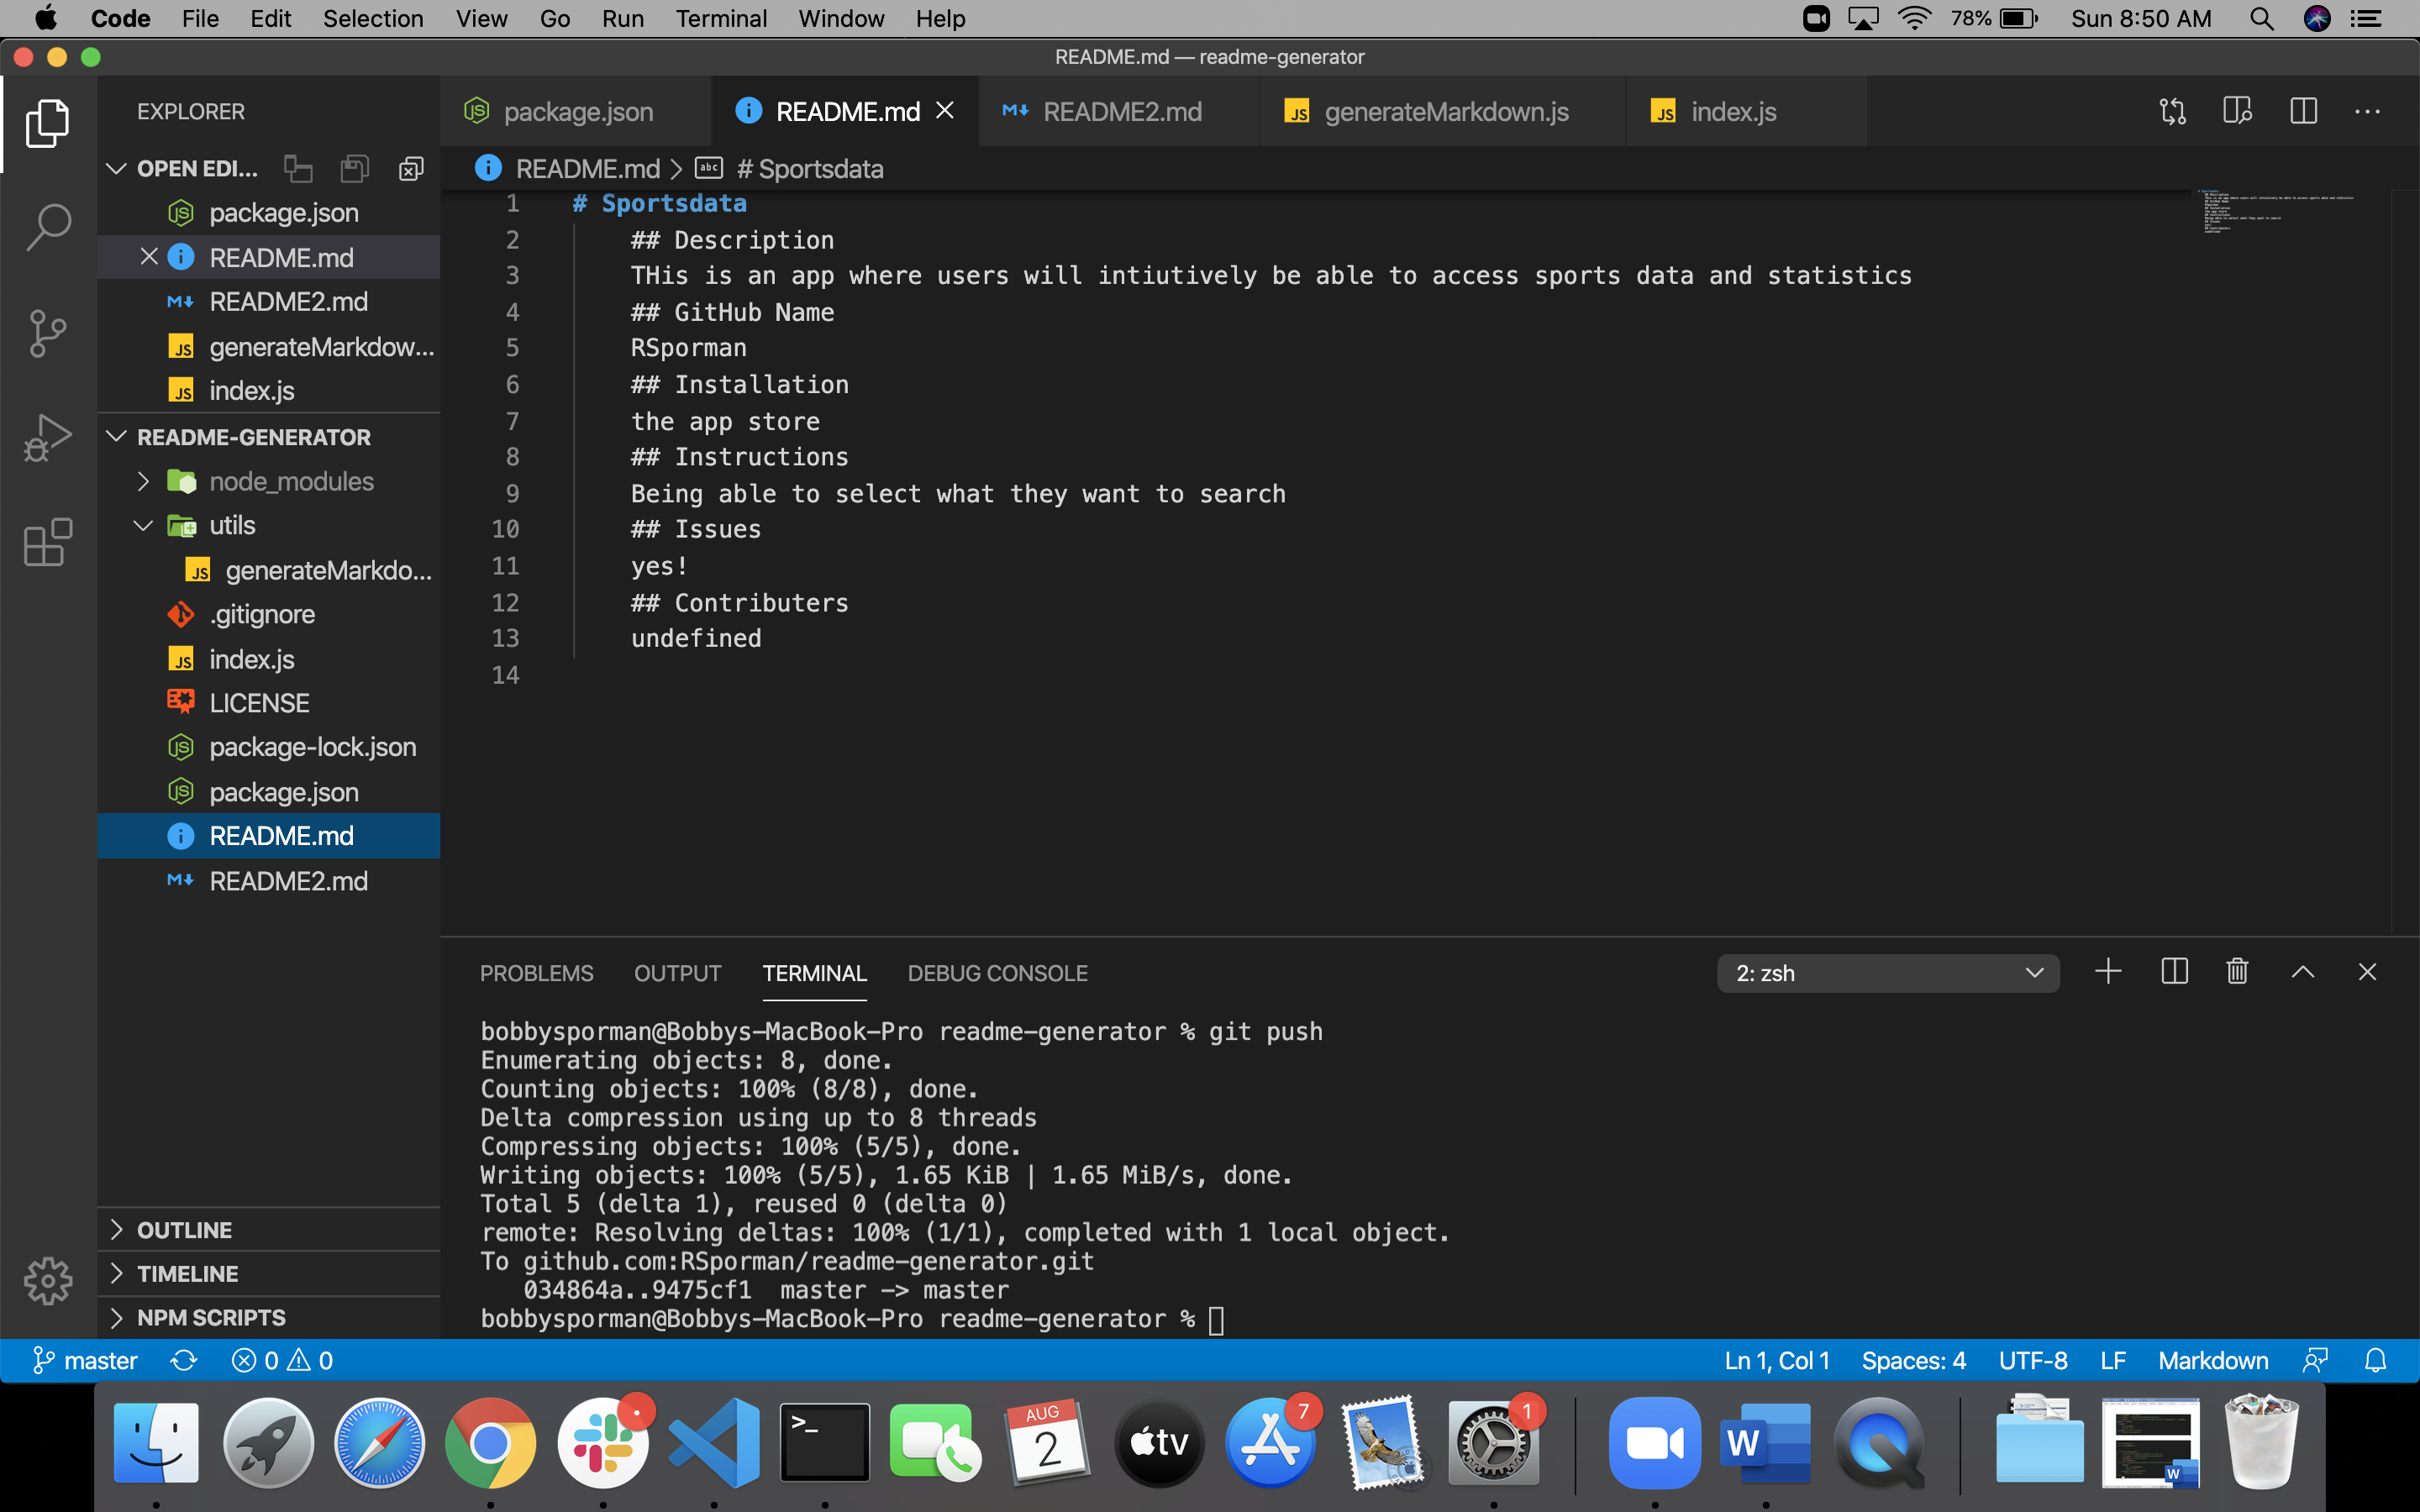 Code File Edit Selection View Go Run Terminal Window Help 78% Sun 8:50 AM
README.md — readme-generator
EXPLORER
OPEN EDI...
package.json
README.md
README2.md
generateMarkdow...
index.js
README-GENERATOR
node_modules
utils
generateMarkdo...
.gitignore
index.js
LICENSE
package-lock.json
package.json
README.md
README2.md
OUTLINE
TIMELINE
NPM SCRIPTS
package.json README.md README2.md generateMarkdown.js index.js
README.md > # Sportsdata
1 # Sportsdata
2 ## Description
3 THis is an app where users will intiutively be able to access sports data and statistics
4 ## GitHub Name
5 RSporman
6 ## Installation
7 the app store
8 ## Instructions
9 Being able to select what they want to search
10 ## Issues
11 yes!
12 ## Contributers
13 undefined
14
PROBLEMS OUTPUT TERMINAL DEBUG CONSOLE 2: zsh
bobbysporman@Bobbys-MacBook-Pro readme-generator % git push
Enumerating objects: 8, done.
Counting objects: 100% (8/8), done.
Delta compression using up to 8 threads
Compressing objects: 100% (5/5), done.
Writing objects: 100% (5/5), 1.65 KiB | 1.65 MiB/s, done.
Total 5 (delta 1), reused 0 (delta 0)
remote: Resolving deltas: 100% (1/1), completed with 1 local object.
To github.com:RSporman/readme-generator.git
034864a..9475cf1 master -> master
bobbysporman@Bobbys-MacBook-Pro readme-generator %
master 0 0 Ln 1, Col 1 Spaces: 4 UTF-8 LF Markdown
>_ AUG 2 tv 7 1 W W